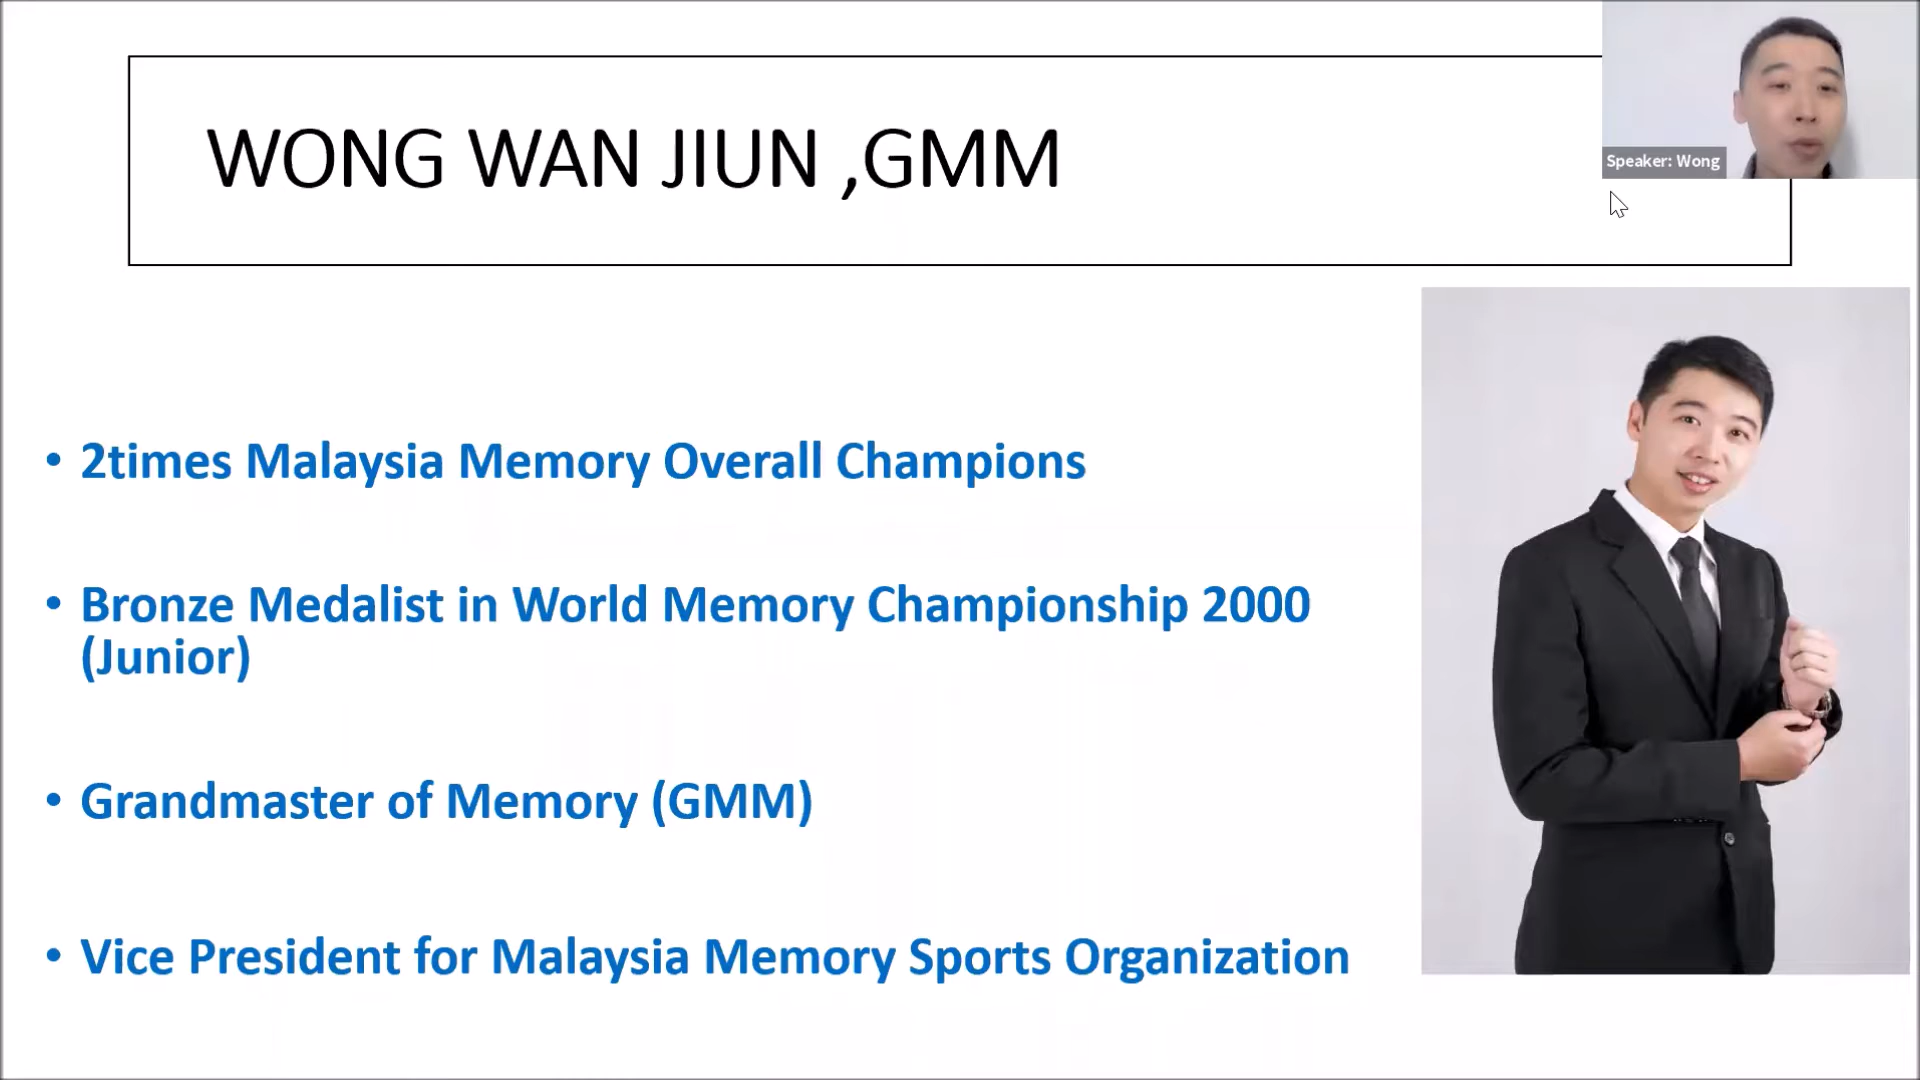 WONG WAN JIUN ,GMM
Speaker: Wong
• 2times Malaysia Memory Overall Champions
• Bronze Medalist in World Memory Championship 2000
(Junior)
• Grandmaster of Memory (GMM)
• Vice President for Malaysia Memory Sports Organization